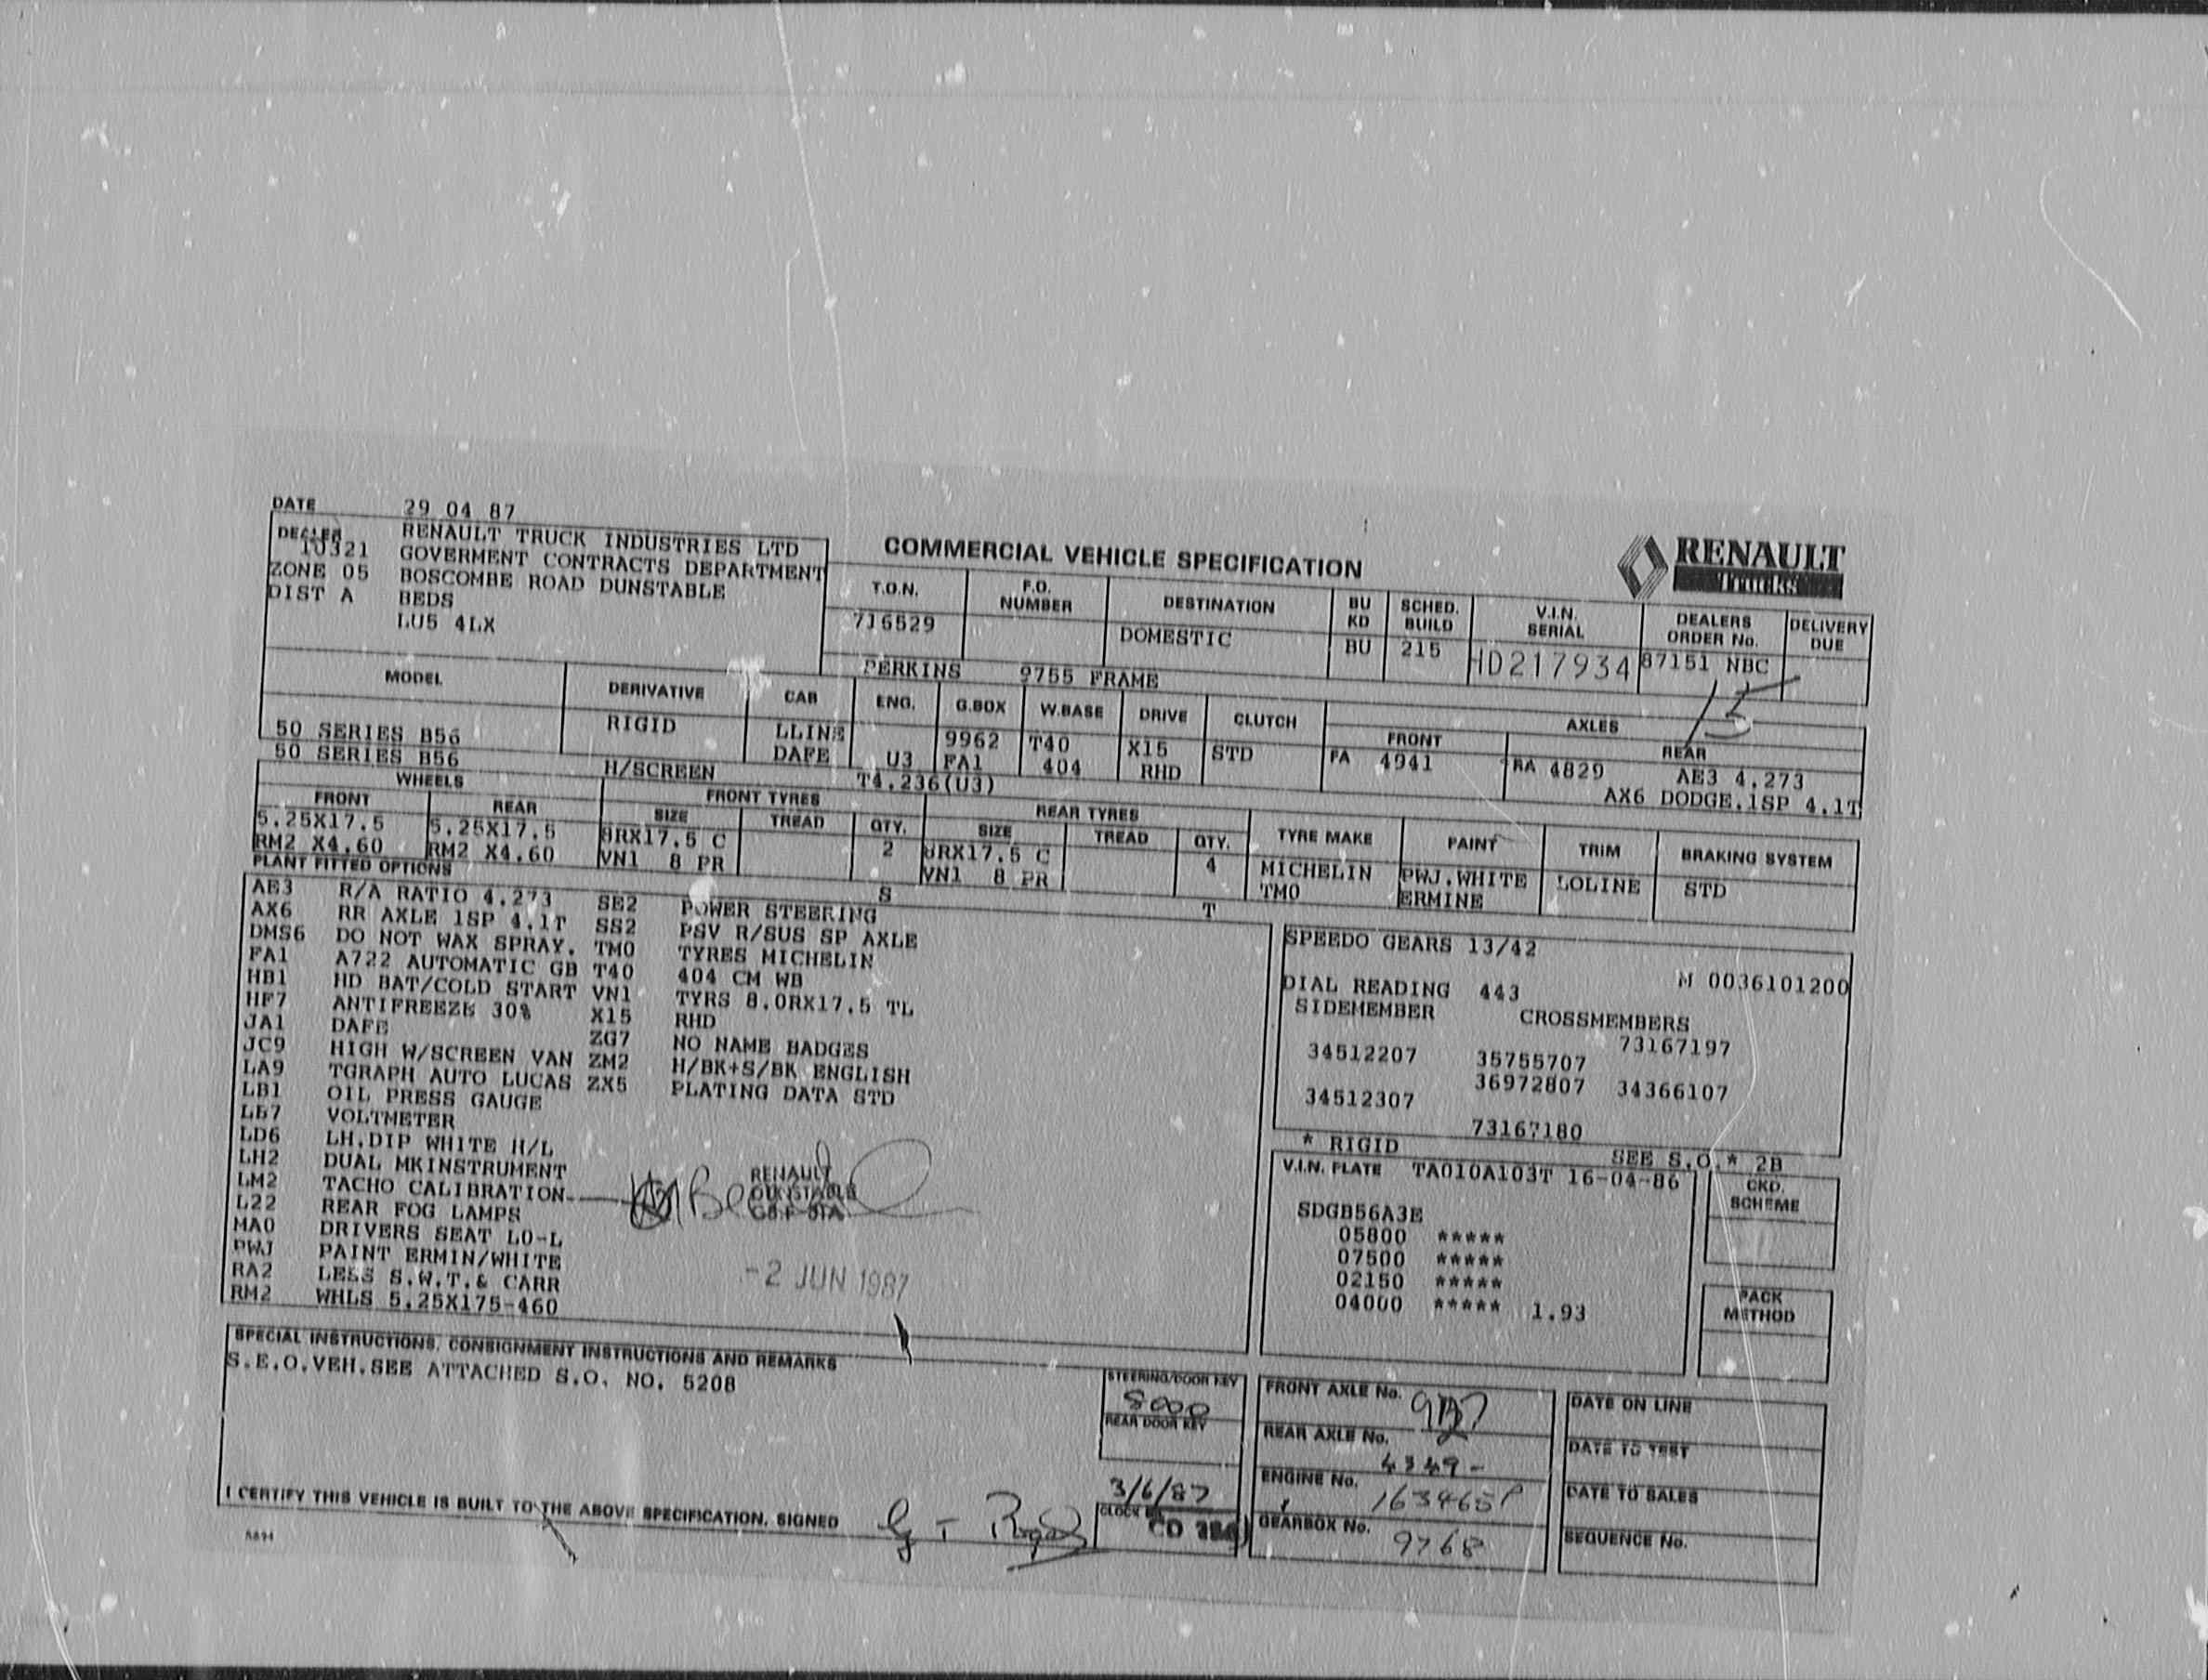 DATE 29 04 87
DEALER RENAULT TRUCK INDUSTRIES LTD
10321 GOVERMENT CONTRACTS DEPARTMENT
ZONE 05 BOSCOMBE ROAD DUNSTABLE
DIST A BEDS
LU5 4LX
COMMERCIAL VEHICLE SPECIFICATION
RENAULT
TRUCKS
T.O.N. F.O. NUMBER DESTINATION BU KD SCHED. BUILD V.I.N. SERIAL DEALERS ORDER No. DELIVERY DUE
716529 DOMESTIC BU 215 HD217934 87151 NBC
15
PERKINS 9755 FRAME
MODEL DERIVATIVE CAB ENG. G.BOX W.BASE DRIVE CLUTCH AXLES
FRONT REAR
50 SERIES B56 RIGID LLINE 9962 T40 X15 STD FA 4941 RA 4829 AE3 4.273
50 SERIES B56 DAFE U3 FA1 404 RHD AX6 DODGE.1SP 4.1T
H/SCREEN T4.236(U3)
WHEELS FRONT TYRES REAR TYRES
FRONT REAR SIZE TREAD QTY. SIZE TREAD QTY. TYRE MAKE PAINT TRIM BRAKING SYSTEM
5.25X17.5 5.25X17.5 8RX17.5 C 2 8RX17.5 C 4 MICHELIN PWJ.WHITE LOLINE STD
RM2 X4.60 RM2 X4.60 VN1 8 PR VN1 8 PR TM0 ERMINE
PLANT FITTED OPTIONS
S T
AE3 R/A RATIO 4.273 SE2 POWER STEERING
AX6 RR AXLE 1SP 4.1T SS2 PSV R/SUS SP AXLE
DMS6 DO NOT WAX SPRAY. TM0 TYRES MICHELIN
FA1 A722 AUTOMATIC GB T40 404 CM WB
HB1 HD BAT/COLD START VN1 TYRS 8.0RX17.5 TL
HF7 ANTIFREEZE 30% X15 RHD
JA1 DAFE ZG7 NO NAME BADGES
JC9 HIGH W/SCREEN VAN ZM2 H/BK+S/BK ENGLISH
LA9 TGRAPH AUTO LUCAS ZX5 PLATING DATA STD
LB1 OIL PRESS GAUGE
LB7 VOLTMETER
LD6 LH.DIP WHITE H/L
LH2 DUAL MKINSTRUMENT
LM2 TACHO CALIBRATION
L22 REAR FOG LAMPS
MA0 DRIVERS SEAT LO-L
PWJ PAINT ERMIN/WHITE
RA2 LESS S.W.T.& CARR
RM2 WHLS 5.25X175-460
RENAULT
DUNSTABLE
-2 JUN 1987
SPEEDO GEARS 13/42
M 0036101200
DIAL READING 443
SIDEMEMBER CROSSMEMBERS
73167197
34512207 35755707
36972807 34366107
34512307
73167180
* RIGID SEE S.O.* 2B
V.I.N. PLATE TA010A103T 16-04-86
SDGB56A3E
05800 *****
07500 *****
02150 *****
04000 ***** 1.93
CKD. SCHEME
PACK METHOD
SPECIAL INSTRUCTIONS, CONSIGNMENT INSTRUCTIONS AND REMARKS
S.E.O.VEH.SEE ATTACHED S.O. NO. 5208
STEERING/DOOR KEY
8000
REAR DOOR KEY
3/6/87
FRONT AXLE No.
REAR AXLE No. 4349-
ENGINE No. 163465P
GEARBOX No. 9768
DATE ON LINE
DATE TO TEST
DATE TO SALES
SEQUENCE No.
I CERTIFY THIS VEHICLE IS BUILT TO THE ABOVE SPECIFICATION. SIGNED